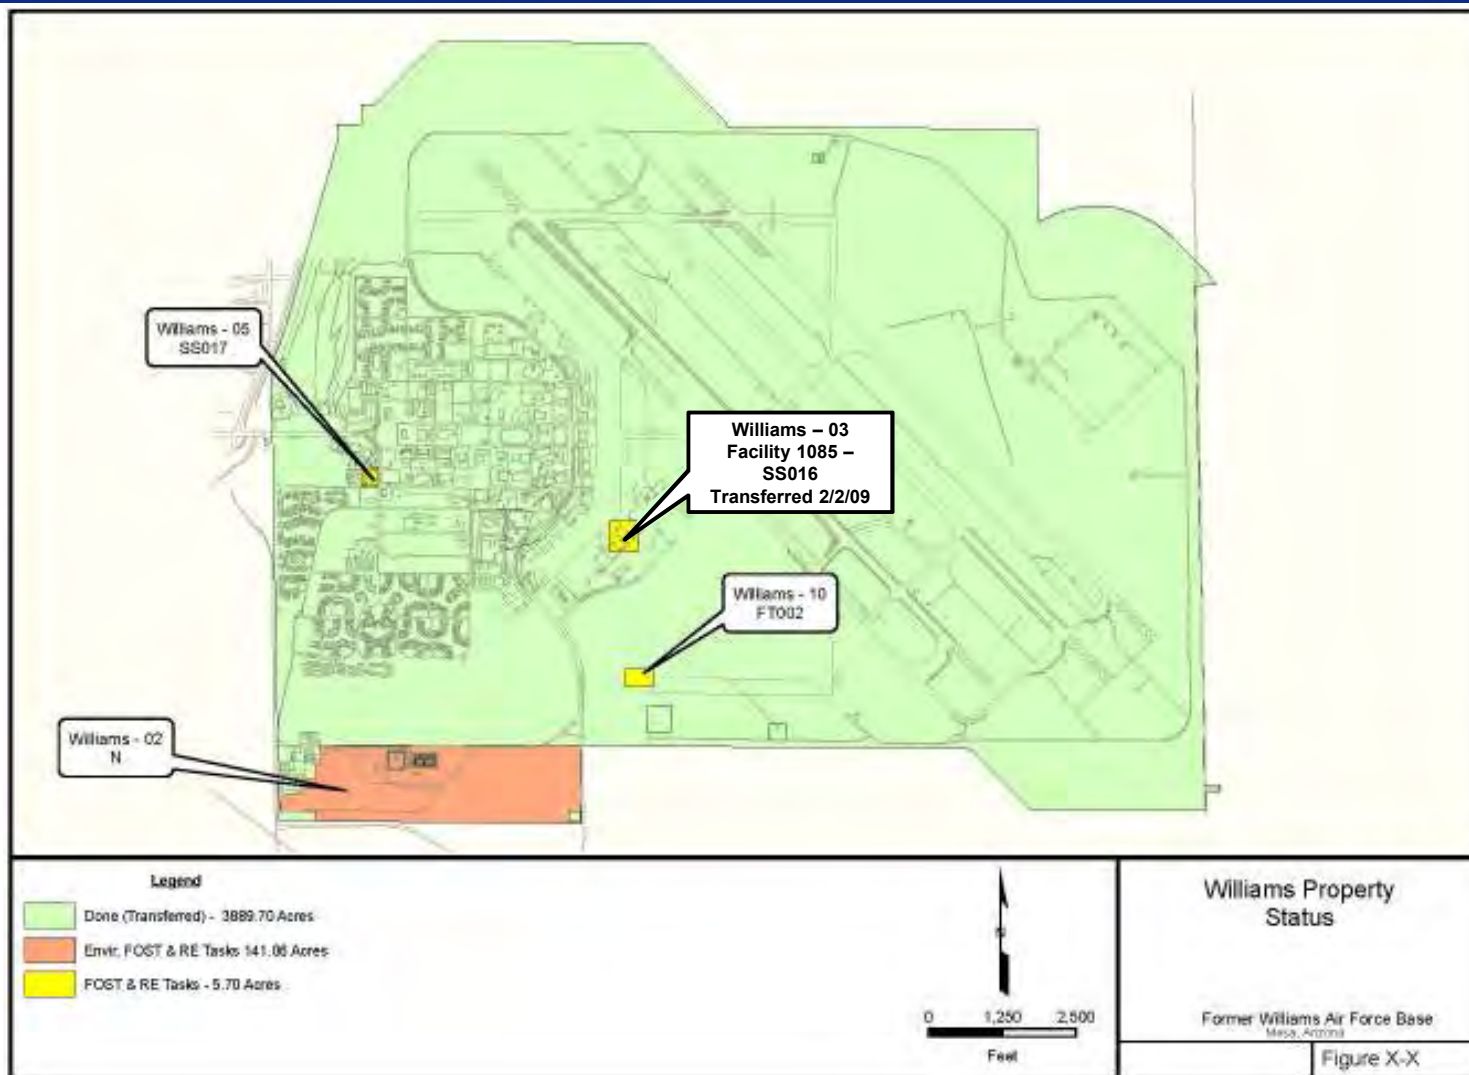 Williams - 05
SS017
Williams – 03
Facility 1085 –
SS016
Transferred 2/2/09
Williams - 10
FT002
Williams - 02
N
Legend
Done (Transferred) - 3889.70 Acres
Envir. FOST & RE Tasks 141.06 Acres
FOST & RE Tasks - 5.70 Acres
N
0 1,250 2,500
Feet
Williams Property
Status
Former Williams Air Force Base
Mesa, Arizona
Figure X-X